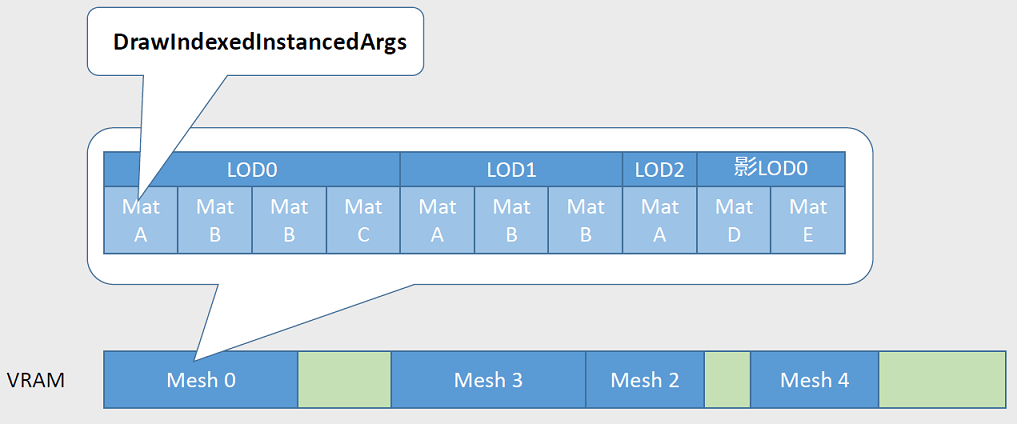 DrawIndexedInstancedArgs
LOD0 LOD1 LOD2 影LOD0
Mat Mat Mat Mat Mat Mat Mat Mat Mat Mat
A B B C A B B A D E
VRAM Mesh 0 Mesh 3 Mesh 2 Mesh 4